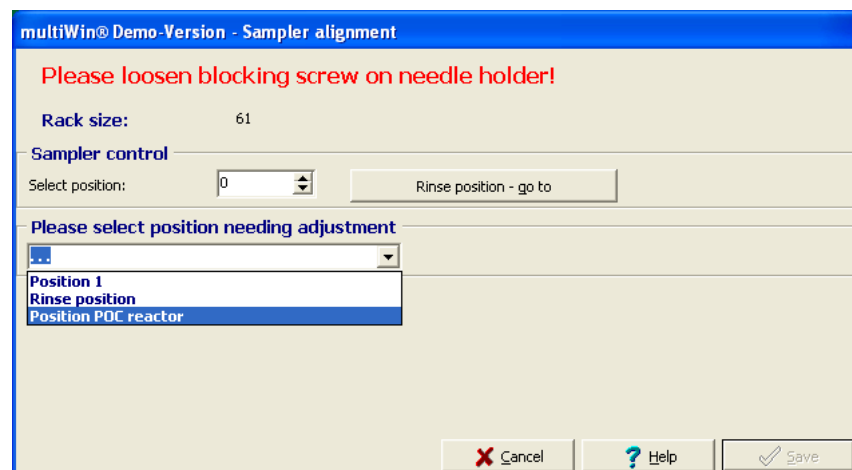 multiWin® Demo-Version - Sampler alignment
Please loosen blocking screw on needle holder!
Rack size: 61
Sampler control
Select position: 0 Rinse position - go to
Please select position needing adjustment
...
Position 1
Rinse position
Position POC reactor
Cancel Help Save